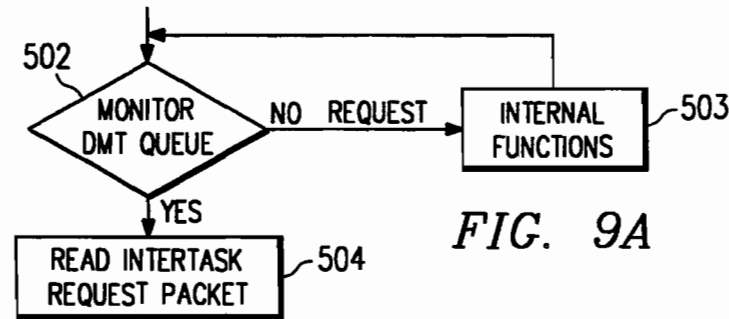 502
MONITOR
DMT QUEUE
NO REQUEST
INTERNAL
FUNCTIONS
503
YES
READ INTERTASK
REQUEST PACKET
504
FIG. 9A